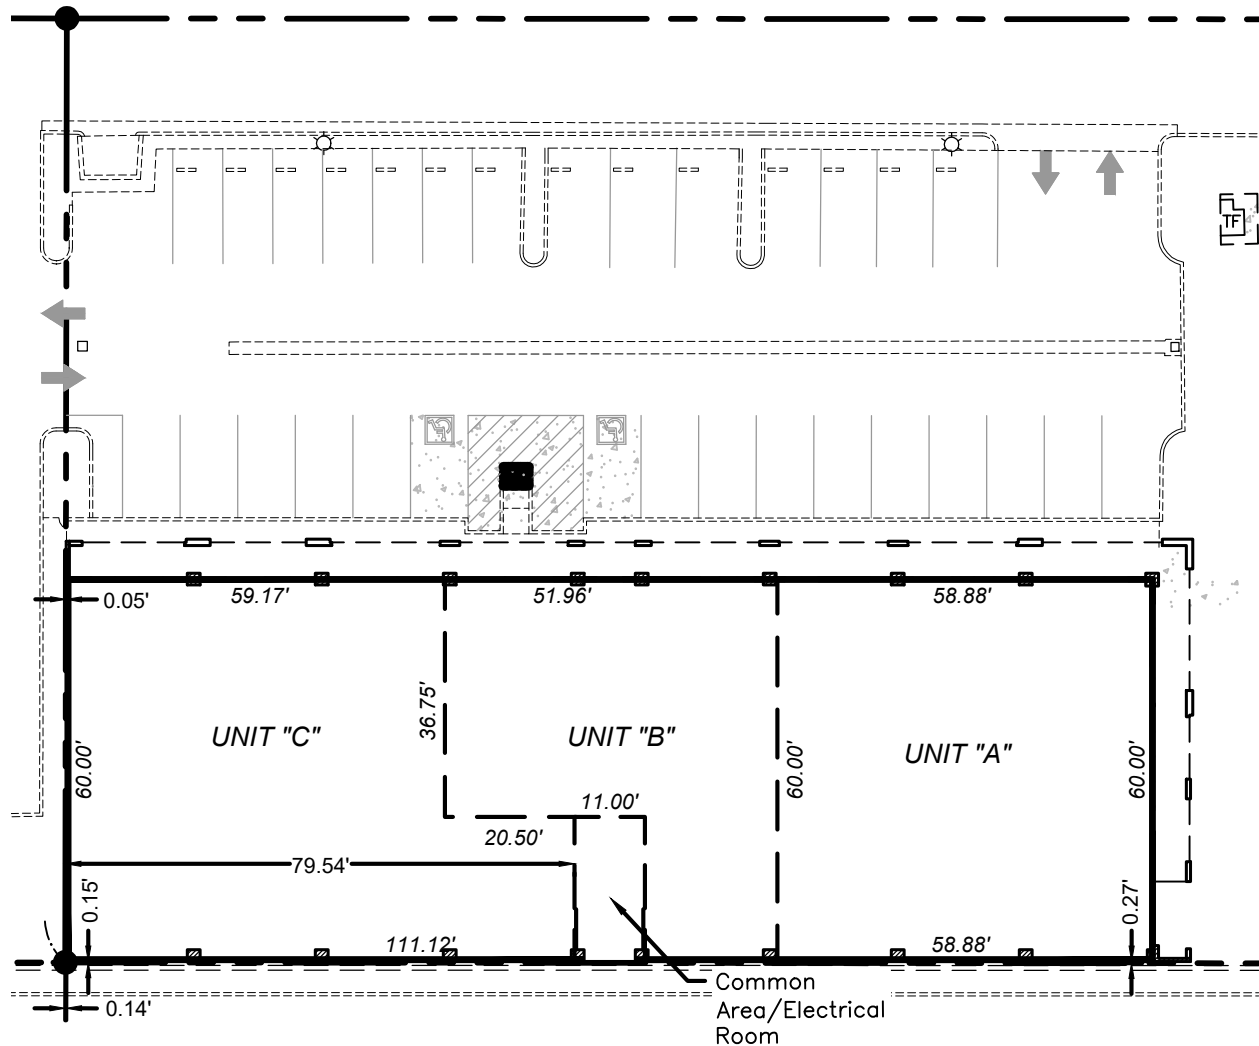 TF
59.17'
51.96'
58.88'
0.05'
36.75'
UNIT "C"
UNIT "B"
UNIT "A"
60.00'
60.00'
60.00'
11.00'
20.50'
79.54'
0.15'
0.27'
111.12'
58.88'
Common
Area/Electrical
Room
0.14'